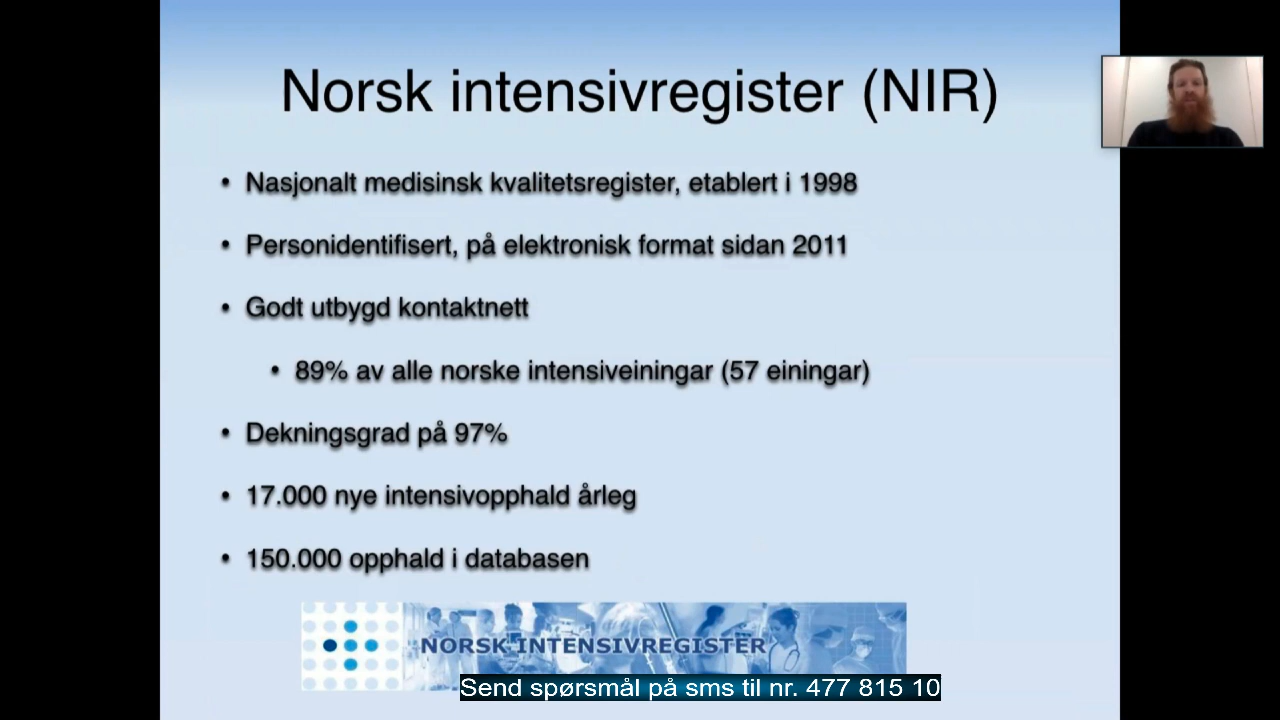 Norsk intensivregister (NIR)
• Nasjonalt medisinsk kvalitetsregister, etablert i 1998
• Personidentifisert, på elektronisk format sidan 2011
• Godt utbygd kontaktnett
• 89% av alle norske intensiveiningar (57 einingar)
• Dekningsgrad på 97%
• 17.000 nye intensivopphald årleg
• 150.000 opphald i databasen
NORSK INTENSIVREGISTER
Send spørsmål på sms til nr. 477 815 10